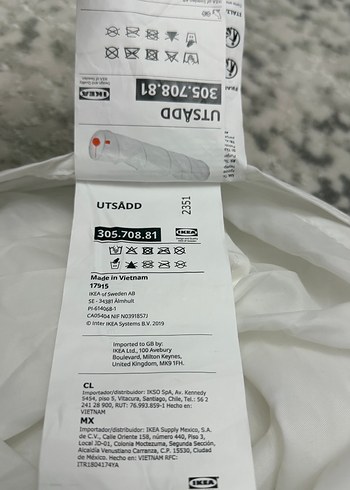 305.708.81
IKEA
UTSÅDD
UTSÅDD
2351
305.708.81
IKEA
Made in Vietnam
17915
IKEA of Sweden AB
SE - 34381 Älmhult
PI-614068-1
CA05404 NIF N0391857J
© Inter IKEA Systems B.V. 2019
Imported to GB by:
IKEA Ltd., 100 Avebury
Boulevard, Milton Keynes,
United Kingdom, MK9 1FH.
CL
Importador/distribuidor: IKSO SpA, Av. Kennedy
5454, piso 5, Vitacura, Santiago, Chile, Tel.: 56 2
241 28 900, RUT: 76.993.859-1 Hecho en:
VIETNAM
MX
Importador/distribuidor: IKEA Supply Mexico, S.A.
de C.V., Calle Oriente 158, número 440, Piso 3,
Local JD-01, Colonia Moctezuma, Segunda Sección,
Alcaldía Venustiano Carranza, C.P. 15530, Ciudad
de México. Hecho en: VIETNAM RFC:
ITR1804174YA
IKEA